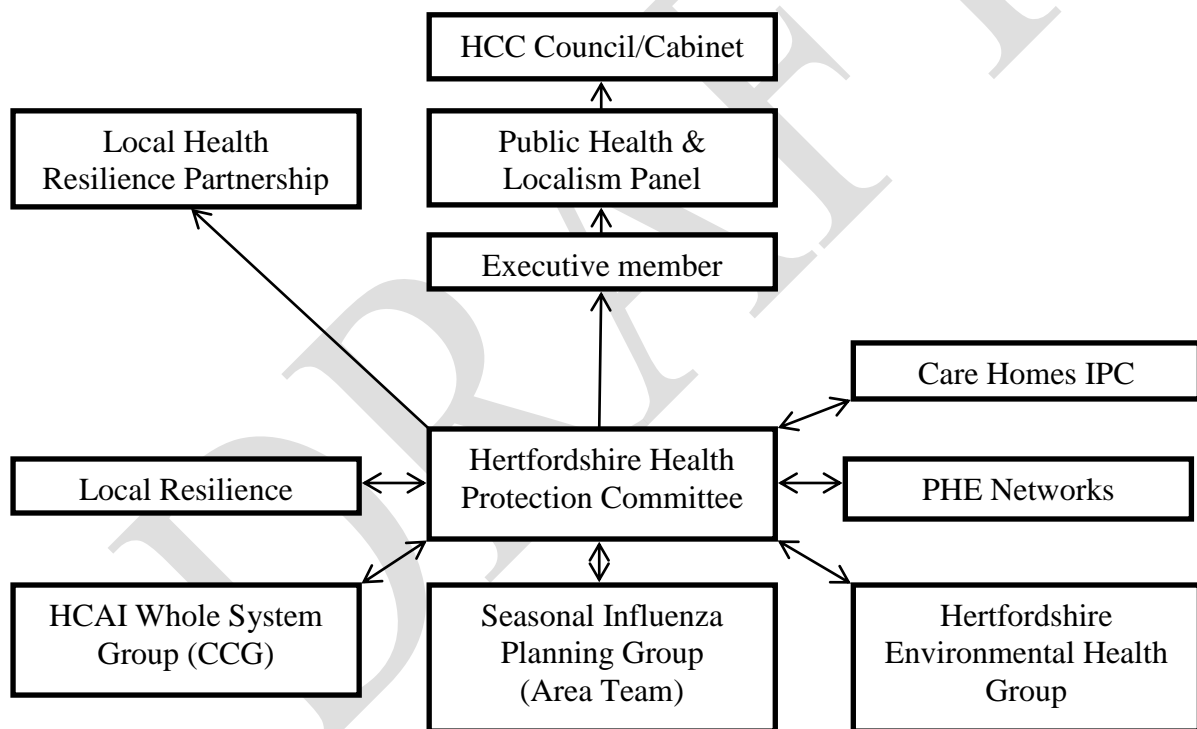 HCC Council/Cabinet
Local Health
Resilience Partnership
Public Health &
Localism Panel
Executive member
Care Homes IPC
Hertfordshire Health
Protection Committee
Local Resilience
PHE Networks
HCAI Whole System
Group (CCG)
Seasonal Influenza
Planning Group
(Area Team)
Hertfordshire
Environmental Health
Group
DRAFT